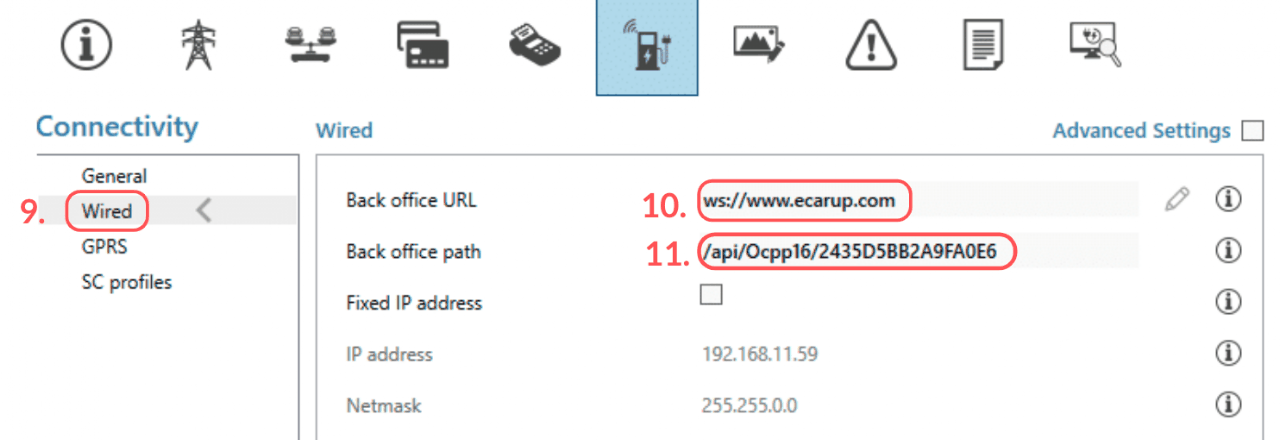 Connectivity
Wired
Advanced Settings
General
9. Wired
GPRS
SC profiles
Back office URL 10. ws://www.ecarup.com
Back office path 11. /api/Ocpp16/2435D5BB2A9FA0E6
Fixed IP address
IP address 192.168.11.59
Netmask 255.255.0.0